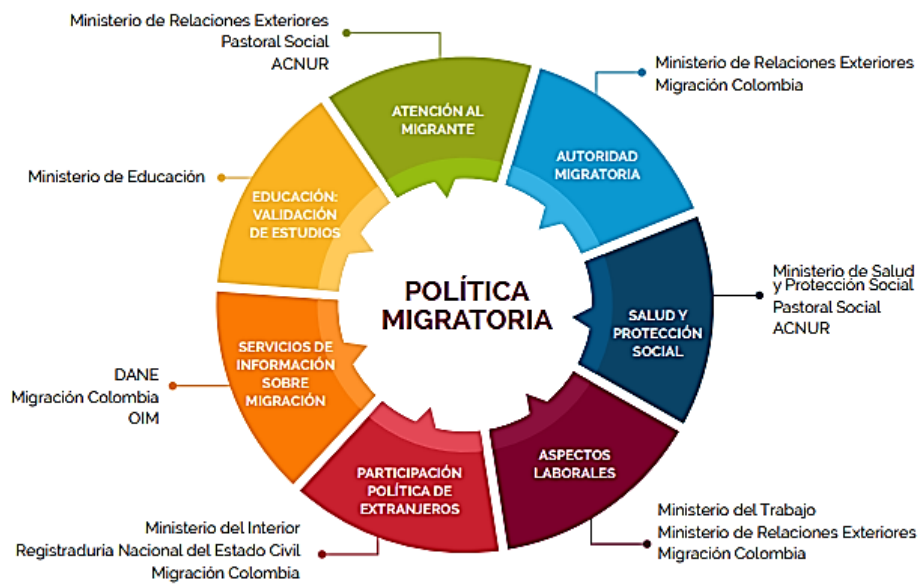 Ministerio de Relaciones Exteriores
Pastoral Social
ACNUR
ATENCIÓN AL
MIGRANTE
Ministerio de Relaciones Exteriores
Migración Colombia
AUTORIDAD
MIGRATORIA
Ministerio de Salud
y Protección Social
Pastoral Social
ACNUR
SALUD Y
PROTECCIÓN
SOCIAL
ASPECTOS
LABORALES
Ministerio del Trabajo
Ministerio de Relaciones Exteriores
Migración Colombia
PARTICIPACIÓN
POLÍTICA DE
EXTRANJEROS
Ministerio del Interior
Registraduria Nacional del Estado Civil
Migración Colombia
SERVICIOS DE
INFORMACIÓN
SOBRE
MIGRACIÓN
DANE
Migración Colombia
OIM
EDUCACIÓN:
VALIDACIÓN
DE ESTUDIOS
Ministerio de Educación
POLÍTICA
MIGRATORIA